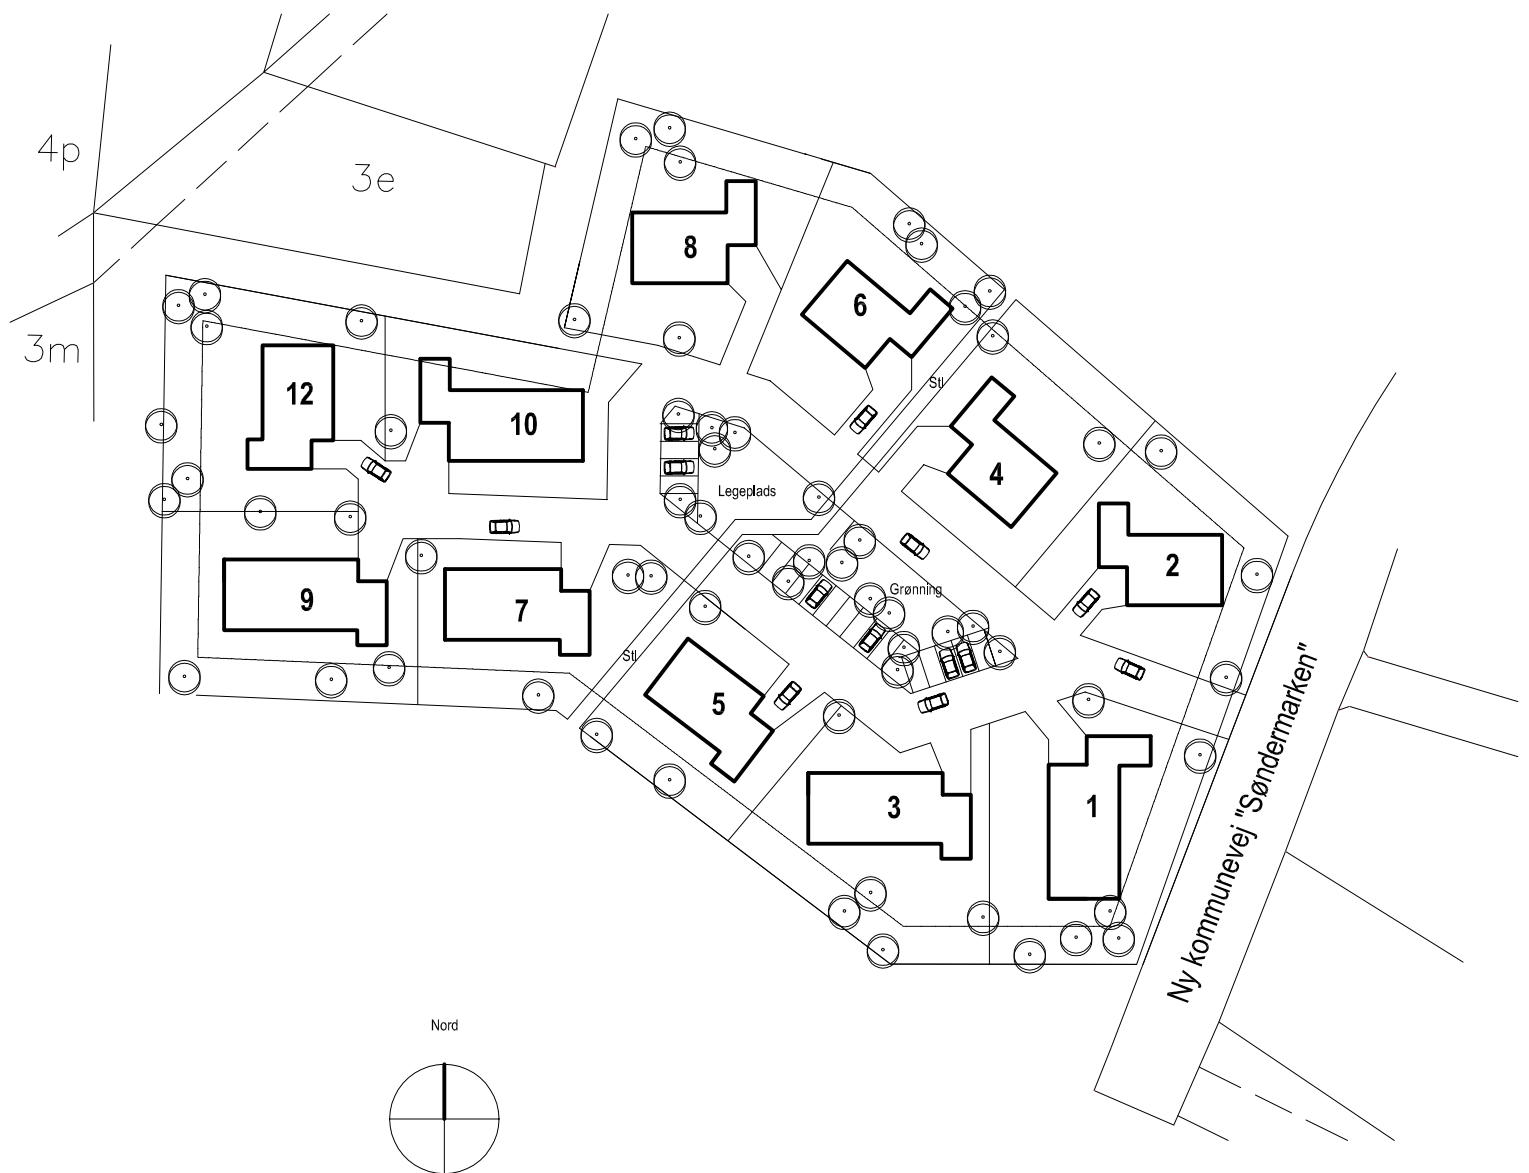 4p
3e
3m
8
6
12
10
Stl
4
Legeplads
2
Grønning
9
7
Stl
5
3
1
Ny kommunevej "Søndermarken"
Nord